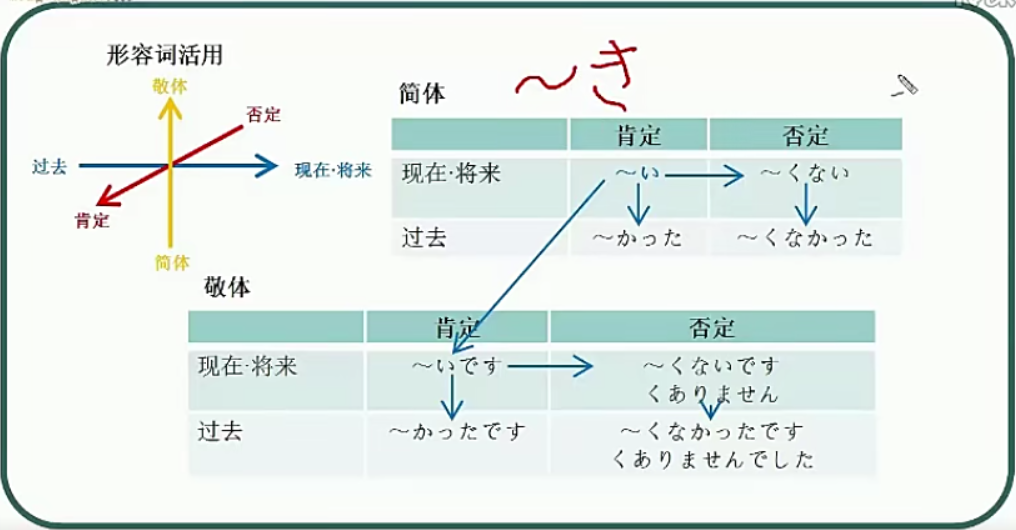 形容词活用
敬体
否定
过去
现在·将来
肯定
简体
简体
～き
肯定 否定
现在·将来 ～い ～くない
过去 ～かった ～くなかった
敬体
肯定 否定
现在·将来 ～いです ～くないです
くありません
过去 ～かったです ～くなかったです
くありませんでした